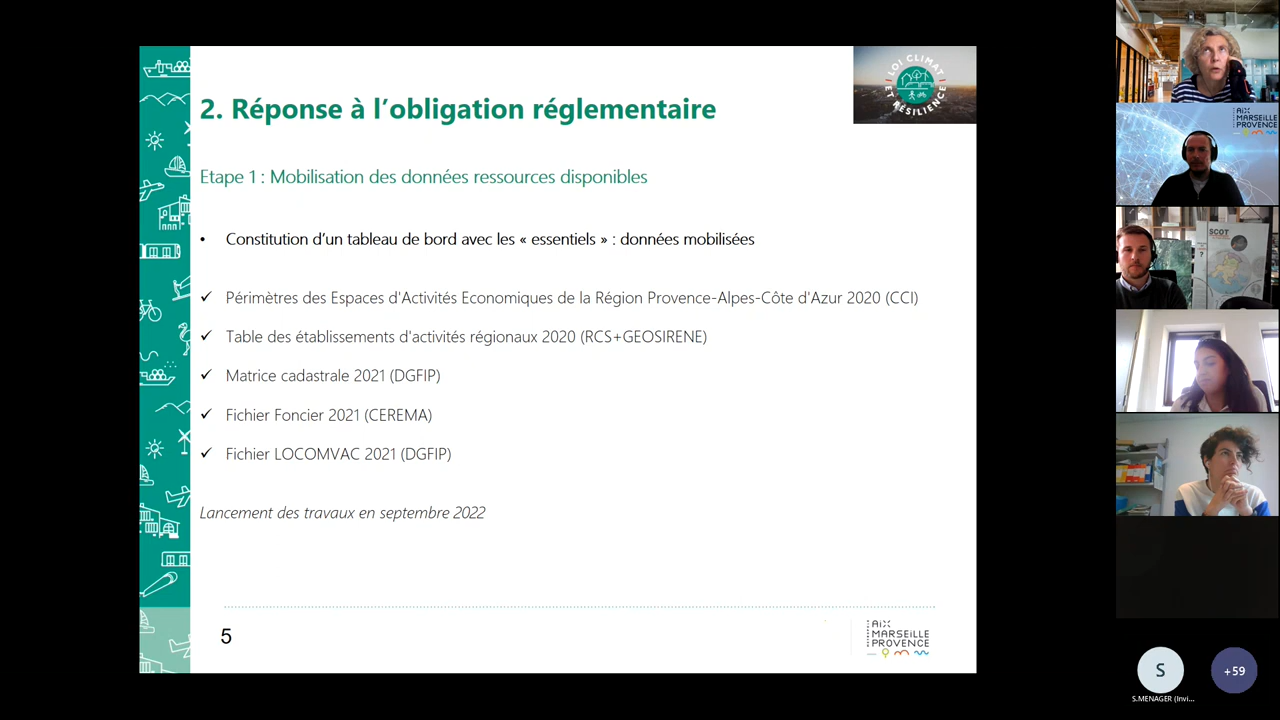 LOI CLIMAT
ET RÉSILIENCE
2. Réponse à l’obligation réglementaire
Etape 1 : Mobilisation des données ressources disponibles
• Constitution d’un tableau de bord avec les « essentiels » : données mobilisées
✓ Périmètres des Espaces d'Activités Economiques de la Région Provence-Alpes-Côte d'Azur 2020 (CCI)
✓ Table des établissements d'activités régionaux 2020 (RCS+GEOSIRENE)
✓ Matrice cadastrale 2021 (DGFIP)
✓ Fichier Foncier 2021 (CEREMA)
✓ Fichier LOCOMVAC 2021 (DGFIP)
Lancement des travaux en septembre 2022
5
AIX
MARSEILLE
PROVENCE
AIX
MARSEILLE
PROVENCE
SCOT
S
+59
S.MENAGER (Invi...